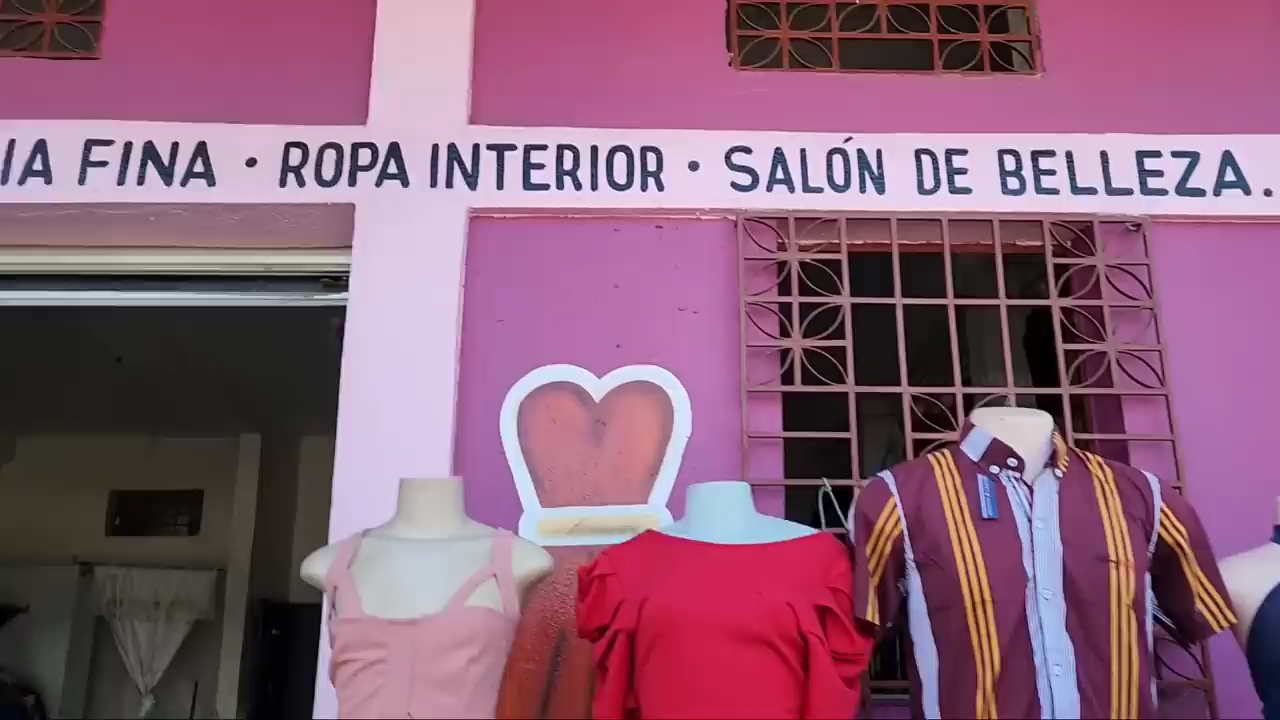 IA FINA • ROPA INTERIOR • SALÓN DE BELLEZA.